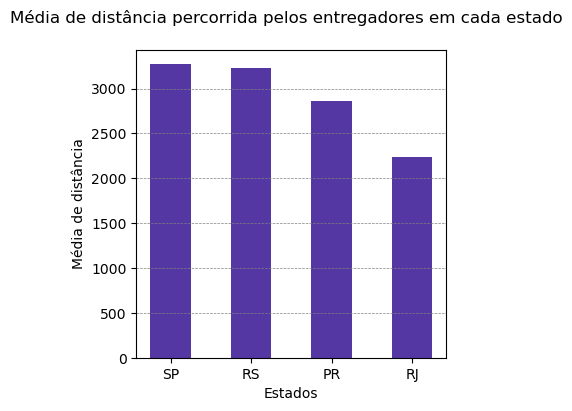 Média de distância percorrida pelos entregadores em cada estado
3000
2500
2000
1500
1000
500
0
Média de distância
SP RS PR RJ
Estados